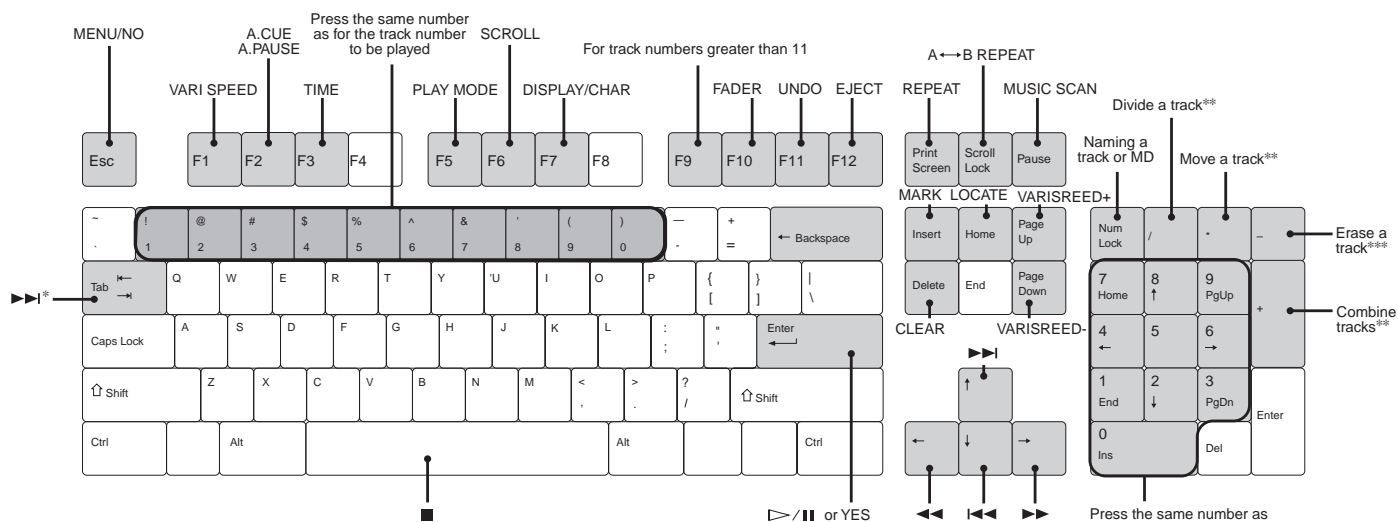 Press the same number
as for the track number
to be played
MENU/NO
A.CUE
A.PAUSE
SCROLL
For track numbers greater than 11
A↔B REPEAT
VARI SPEED
TIME
PLAY MODE
DISPLAY/CHAR
FADER
UNDO
EJECT
REPEAT
MUSIC SCAN
Divide a track**
Naming a
track or MD
Move a track**
Esc
F1
F2
F3
F4
F5
F6
F7
F8
F9
F10
F11
F12
Print
Screen
Scroll
Lock
Pause
MARK
LOCATE
VARISREED+
~ `
! 1
@ 2
# 3
$ 4
% 5
^ 6
& 7
' 8
( 9
) 0
— -
+ =
← Backspace
Insert
Home
Page
Up
Num
Lock
/
*
–
Erase a
track***
▶▶I*
Tab
Q
W
E
R
T
Y
'U
I
O
P
{ [
} ]
| \
Delete
End
Page
Down
7
Home
8
↑
9
PgUp
+
Combine
tracks**
Caps Lock
A
S
D
F
G
H
J
K
L
: ;
" '
Enter
CLEAR
VARISREED-
4
←
5
6
→
▶▶I
⇧ Shift
Z
X
C
V
B
N
M
< ,
> .
? /
⇧ Shift
↑
1
End
2
↓
3
PgDn
Enter
Ctrl
Alt
Alt
Ctrl
←
↓
→
0
Ins
Del
■
▷/II or YES
◀◀
I◀◀
▶▶
Press the same number as